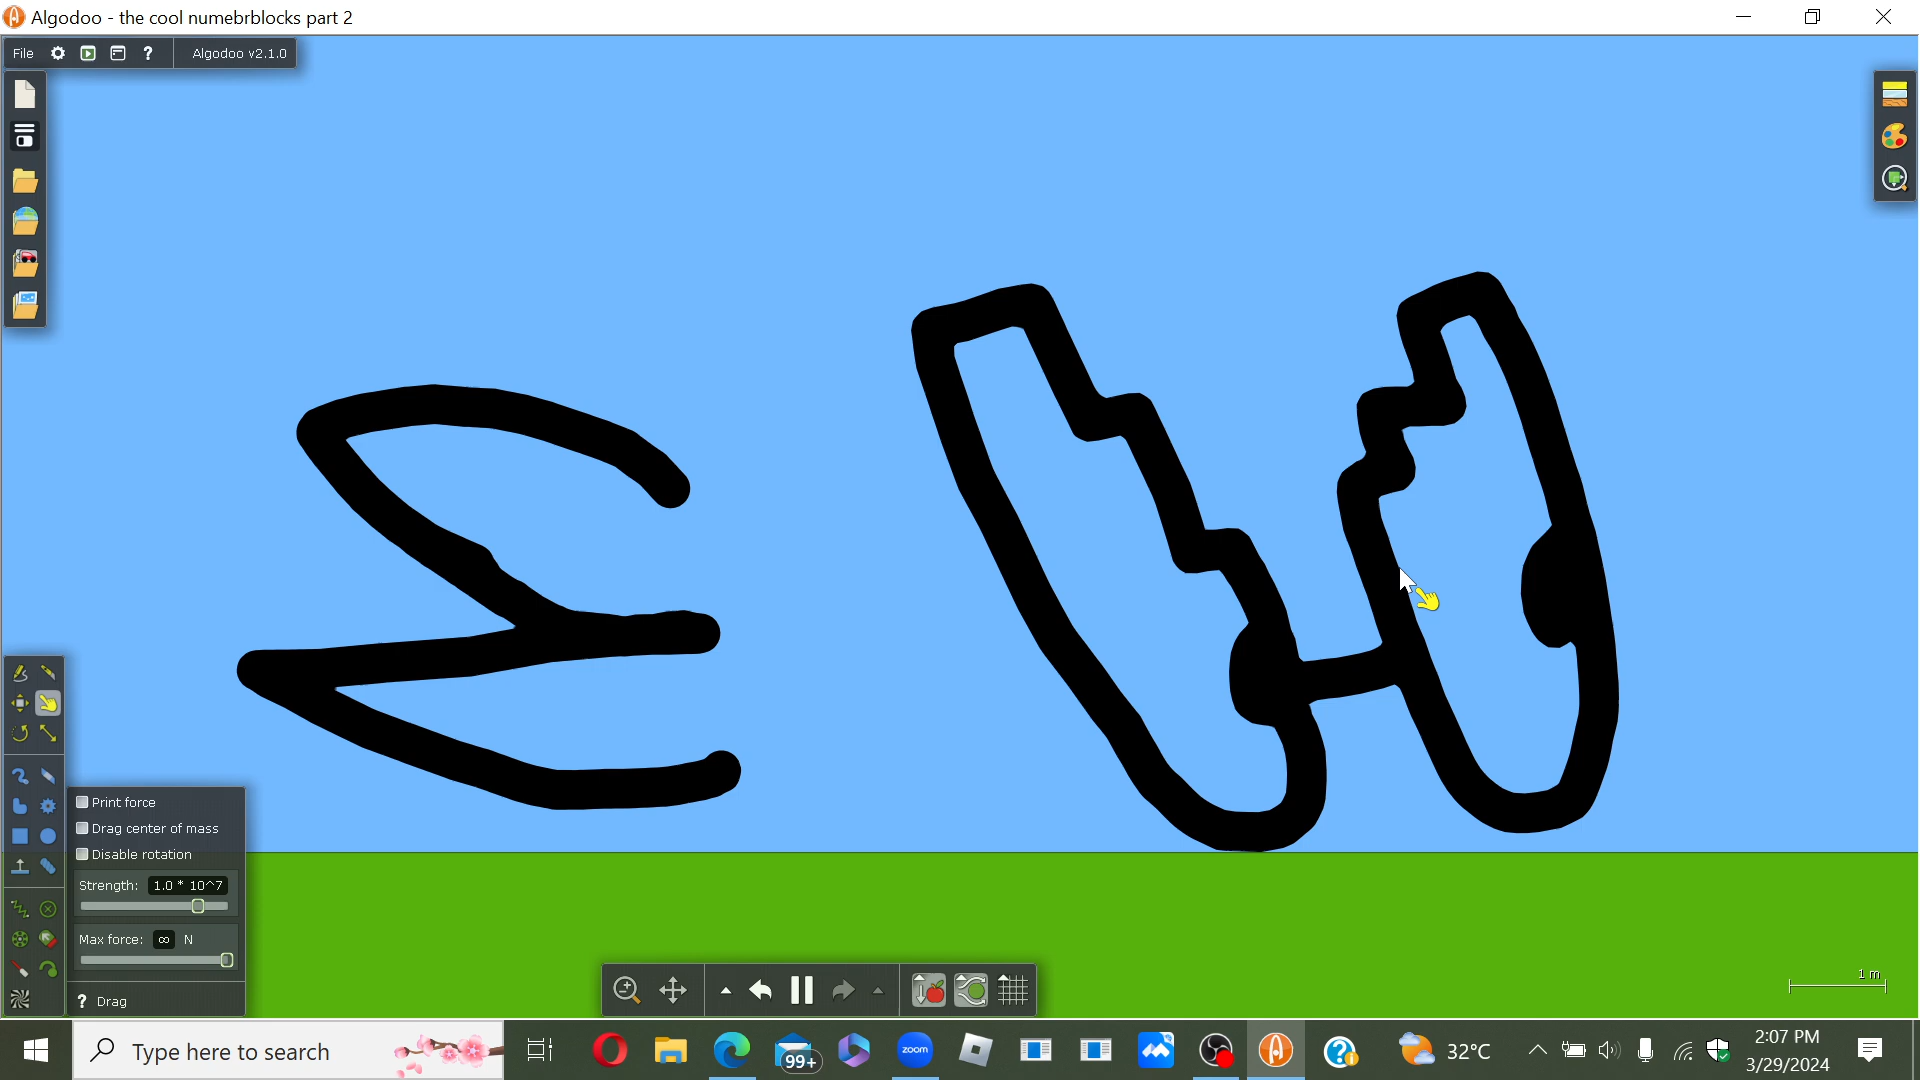 Algodoo - the cool numebrblocks part 2
File ? Algodoo v2.1.0
Print force
Drag center of mass
Disable rotation
Strength: 1.0 * 10^7
Max force: ∞ N
? Drag
1 m
Type here to search
99+
zoom
32°C
2:07 PM
3/29/2024